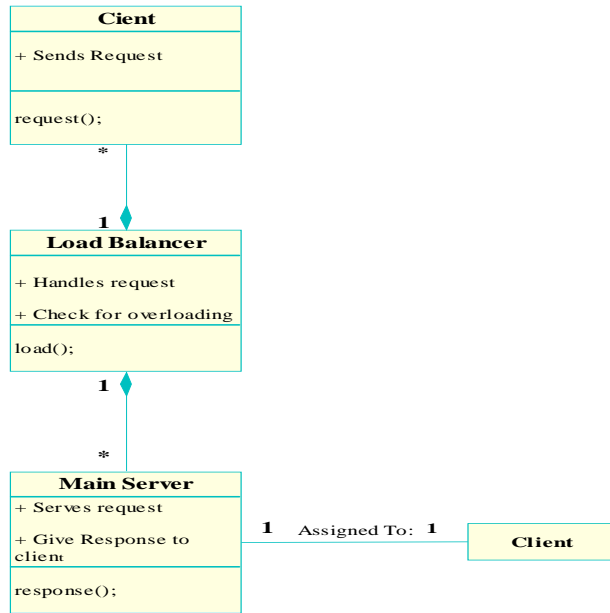 Cient
+ Sends Request
request();
*
1
Load Balancer
+ Handles request
+ Check for overloading
load();
1
*
Main Server
+ Serves request
+ Give Response to
client
response();
1 Assigned To: 1
Client